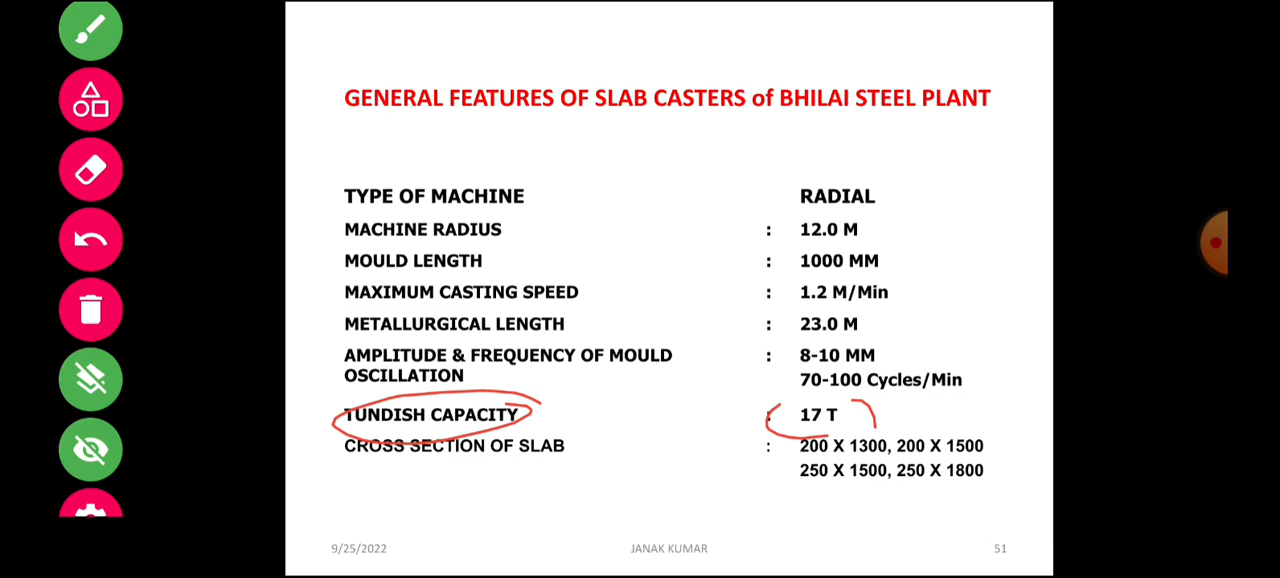 GENERAL FEATURES OF SLAB CASTERS of BHILAI STEEL PLANT
TYPE OF MACHINE RADIAL
MACHINE RADIUS : 12.0 M
MOULD LENGTH : 1000 MM
MAXIMUM CASTING SPEED : 1.2 M/Min
METALLURGICAL LENGTH : 23.0 M
AMPLITUDE & FREQUENCY OF MOULD : 8-10 MM
OSCILLATION 70-100 Cycles/Min
TUNDISH CAPACITY : 17 T
CROSS SECTION OF SLAB : 200 X 1300, 200 X 1500
250 X 1500, 250 X 1800
9/25/2022 JANAK KUMAR 51